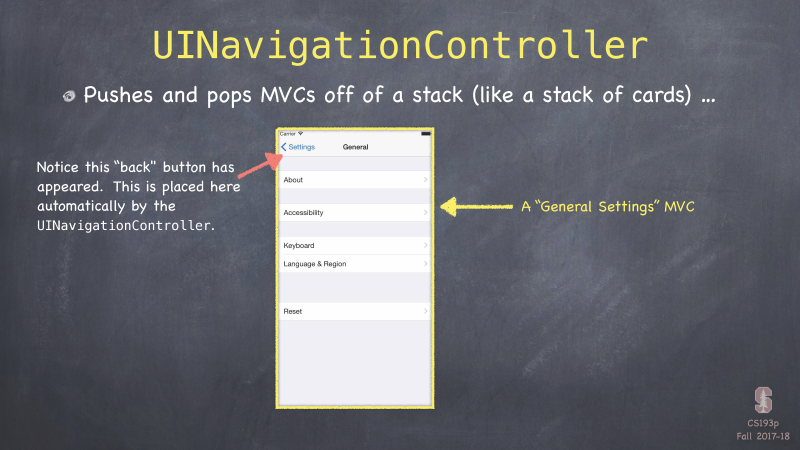 UINavigationController
Pushes and pops MVCs off of a stack (like a stack of cards) ...
Notice this “back" button has
appeared. This is placed here
automatically by the
UINavigationController.
Carrier
Settings
General
About
Accessibility
Keyboard
Language & Region
Reset
A “General Settings” MVC
S
CS193p
Fall 2017-18